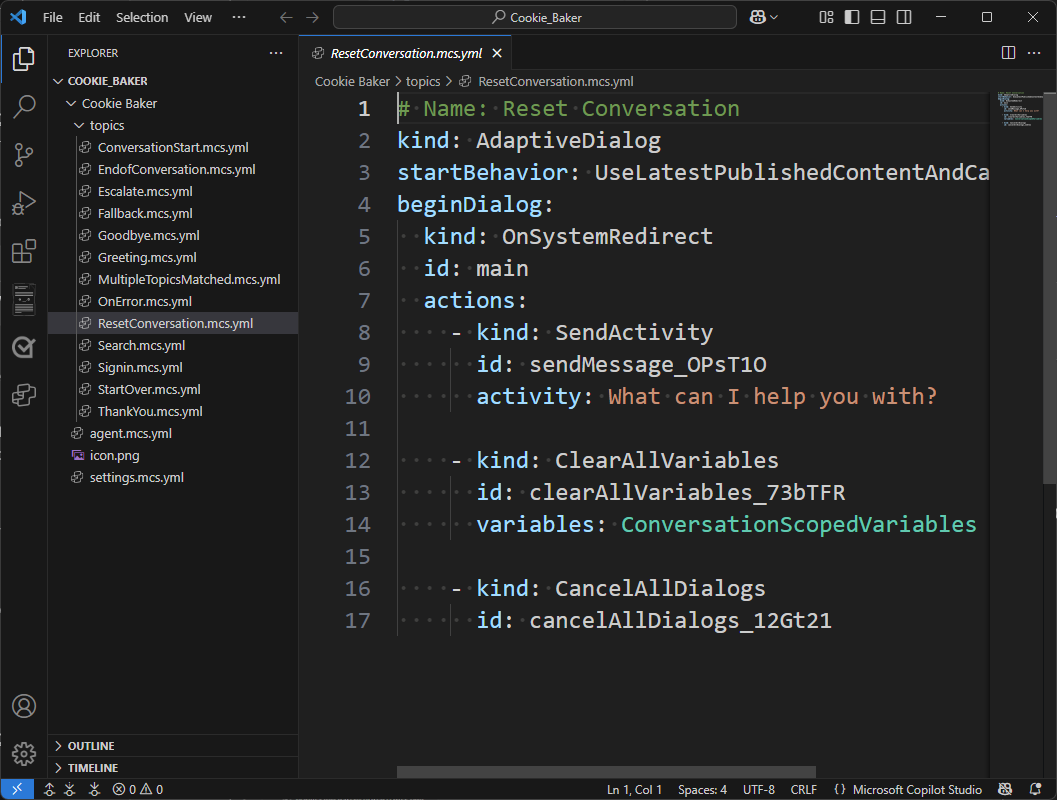 File Edit Selection View ··· Cookie_Baker
EXPLORER ···
COOKIE_BAKER
Cookie Baker
topics
ConversationStart.mcs.yml
EndofConversation.mcs.yml
Escalate.mcs.yml
Fallback.mcs.yml
Goodbye.mcs.yml
Greeting.mcs.yml
MultipleTopicsMatched.mcs.yml
OnError.mcs.yml
ResetConversation.mcs.yml
Search.mcs.yml
Signin.mcs.yml
StartOver.mcs.yml
ThankYou.mcs.yml
agent.mcs.yml
icon.png
settings.mcs.yml
OUTLINE
TIMELINE
ResetConversation.mcs.yml
Cookie Baker > topics > ResetConversation.mcs.yml
1 # Name: Reset Conversation
2 kind: AdaptiveDialog
3 startBehavior: UseLatestPublishedContentAndCa
4 beginDialog:
5 kind: OnSystemRedirect
6 id: main
7 actions:
8 - kind: SendActivity
9 id: sendMessage_OPsT1O
10 activity: What can I help you with?
11
12 - kind: ClearAllVariables
13 id: clearAllVariables_73bTFR
14 variables: ConversationScopedVariables
15
16 - kind: CancelAllDialogs
17 id: cancelAllDialogs_12Gt21
0 0 Ln 1, Col 1 Spaces: 4 UTF-8 CRLF {} Microsoft Copilot Studio